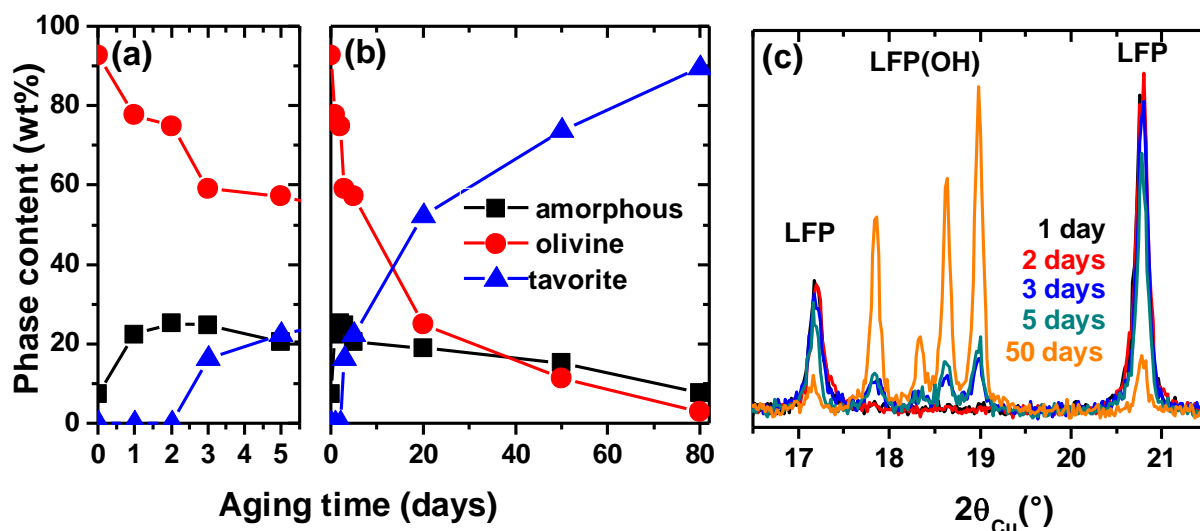 Phase content (wt%)
100
80
60
40
20
0
(a)
0 1 2 3 4 5
(b)
amorphous
olivine
tavorite
0 20 40 60 80
Aging time (days)
(c)
LFP
LFP(OH)
LFP
1 day
2 days
3 days
5 days
50 days
17 18 19 20 21
2θCu(°)